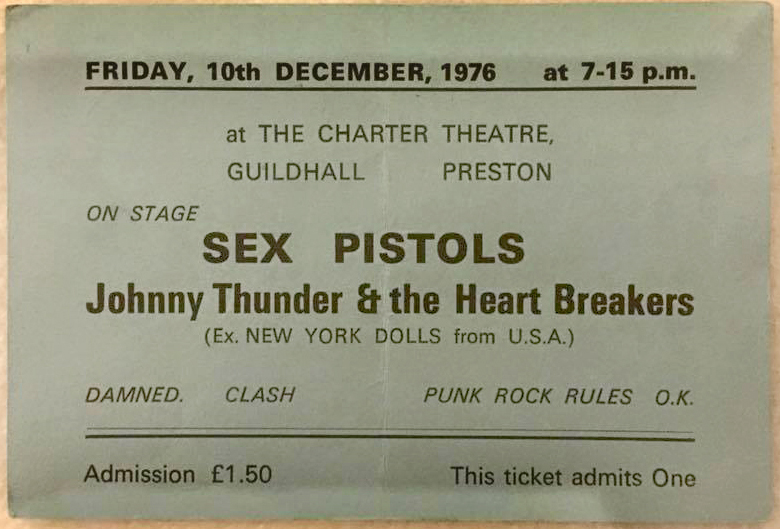 FRIDAY, 10th DECEMBER, 1976 at 7-15 p.m.
at THE CHARTER THEATRE,
GUILDHALL PRESTON
ON STAGE
SEX PISTOLS
Johnny Thunder & the Heart Breakers
(Ex. NEW YORK DOLLS from U.S.A.)
DAMNED. CLASH PUNK ROCK RULES O.K.
Admission £1.50 This ticket admits One